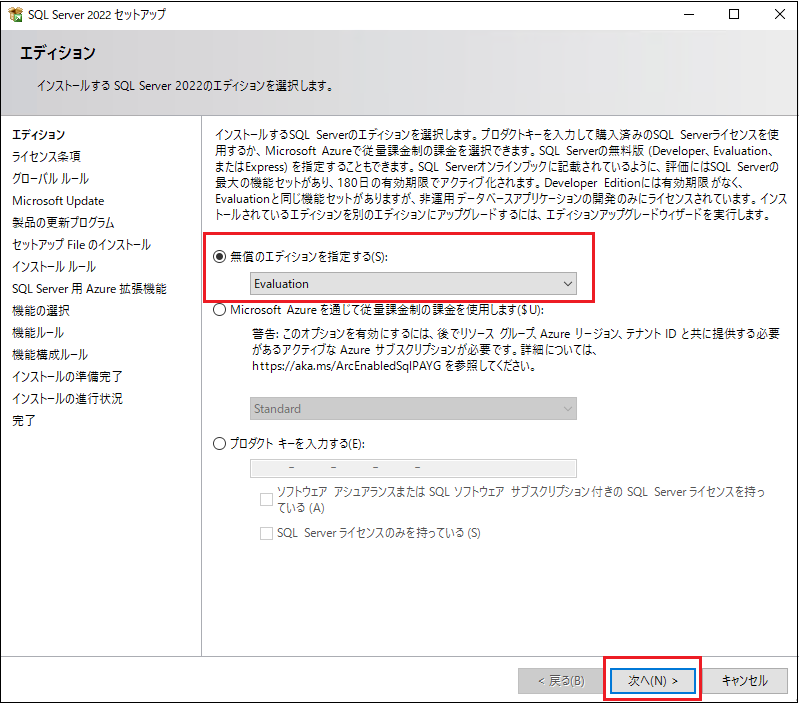 SQL Server 2022 セットアップ
エディション
インストールする SQL Server 2022のエディションを選択します。
エディション
ライセンス条項
グローバル ルール
Microsoft Update
製品の更新プログラム
セットアップ File のインストール
インストール ルール
SQL Server 用 Azure 拡張機能
機能の選択
機能ルール
機能構成ルール
インストールの準備完了
インストールの進行状況
完了
インストールするSQL Serverのエディションを選択します。プロダクトキーを入力して購入済みのSQL Serverライセンスを使
用するか、Microsoft Azureで従量課金制の課金を選択できます。SQL Serverの無料版 (Developer、Evaluation、
またはExpress) を指定することもできます。SQL Serverオンラインブックに記載されているように、評価にはSQL Serverの
最大の機能セットがあり、180日の有効期限でアクティブ化されます。Developer Editionには有効期限がなく、
Evaluationと同じ機能セットがありますが、非運用データベースアプリケーションの開発のみにライセンスされています。インス
トールされているエディションを別のエディションにアップグレードするには、エディションアップグレードウィザードを実行します。
無償のエディションを指定する(S):
Evaluation
Microsoft Azure を通じて従量課金制の課金を使用します($U):
警告: このオプションを有効にするには、後でリソース グループ、Azure リージョン、テナント ID と共に提供する必要
があるアクティブな Azure サブスクリプションが必要です。詳細については、
https://aka.ms/ArcEnabledSqlPAYG を参照してください。
Standard
プロダクト キーを入力する(E):
– – – –
ソフトウェア アシュアランスまたは SQL ソフトウェア サブスクリプション付きの SQL Server ライセンスを持っ
ている (A)
SQL Server ライセンスのみを持っている (S)
< 戻る(B)
次へ(N) >
キャンセル